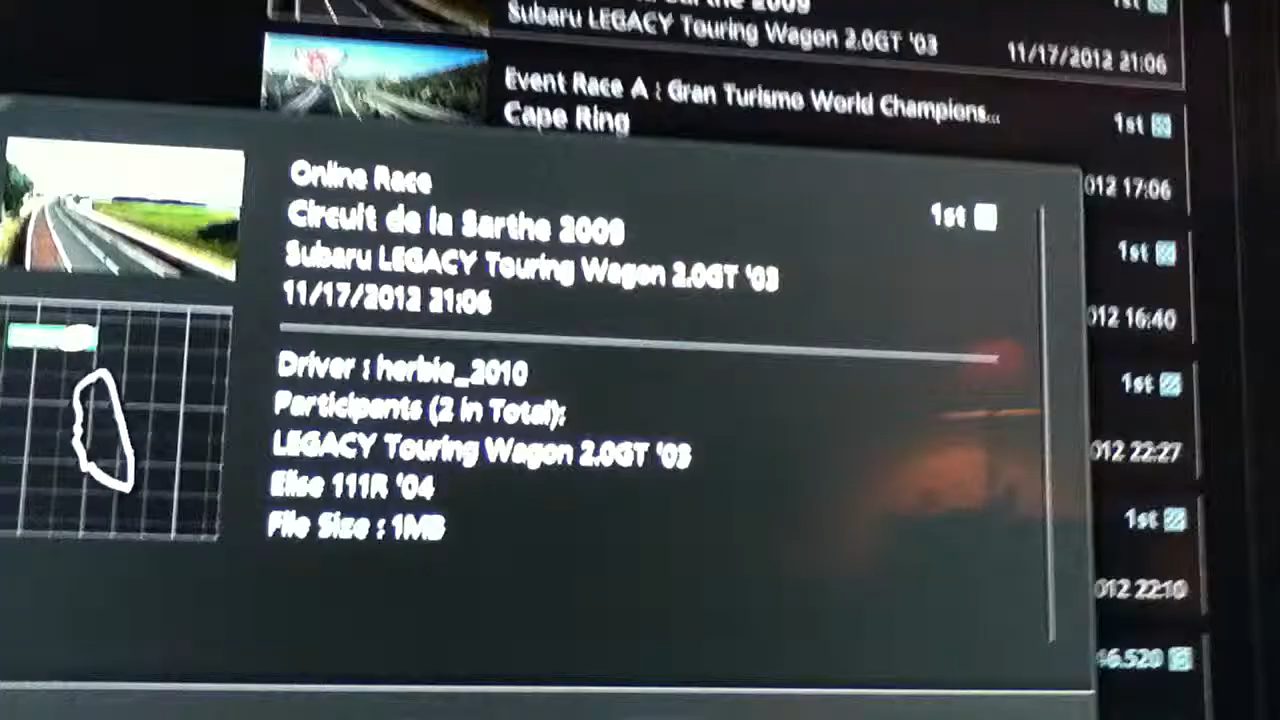 1st
Subaru LEGACY Touring Wagon 2.0GT '03
11/17/2012 21:06
Event Race A : Gran Turismo World Champions...
Cape Ring
1st
012 17:06
Online Race
Circuit de la Sarthe 2009
1st
Subaru LEGACY Touring Wagon 2.0GT '03
11/17/2012 21:06
1st
012 16:40
Driver : herbie_2010
Participants (2 in Total):
LEGACY Touring Wagon 2.0GT '03
Elise 111R '04
File Size : 1MB
1st
012 22:27
1st
012 22:10
46.520